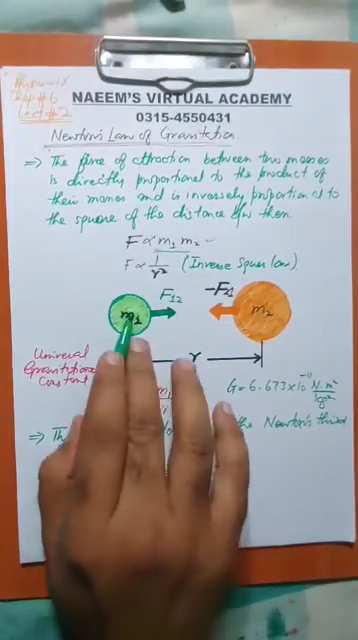 Physics-IX
Chap#6
Lect#2
NAEEM'S VIRTUAL ACADEMY
0315-4550431
Newton's Law of Gravitation
⇒ The force of attraction between two masses
is directly proportional to the product of
their masses and is inversely proportional to
the square of the distance b/w them.
F ∝ m₁ m₂
F ∝ 1/r² (Inverse Square law)
F₁₂
-F₂₁
m₁
m₂
r
Universal
Gravitational
Constant
G = 6.673×10⁻¹¹ N·m²/kg²
⇒ the Newton's third